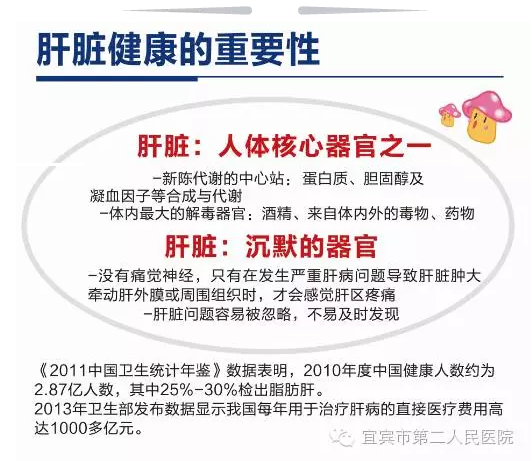 肝脏健康的重要性
肝脏：人体核心器官之一
–新陈代谢的中心站：蛋白质、胆固醇及
凝血因子等合成与代谢
–体内最大的解毒器官：酒精、来自体内外的毒物、药物
肝脏：沉默的器官
–没有痛觉神经，只有在发生严重肝病问题导致肝脏肿大
牵动肝外膜或周围组织时，才会感觉肝区疼痛
–肝脏问题容易被忽略，不易及时发现
《2011中国卫生统计年鉴》数据表明，2010年度中国健康人数约为
2.87亿人数，其中25%-30%检出脂肪肝。
2013年卫生部发布数据显示我国每年用于治疗肝病的直接医疗费用高
达1000多亿元。
宜宾市第二人民医院